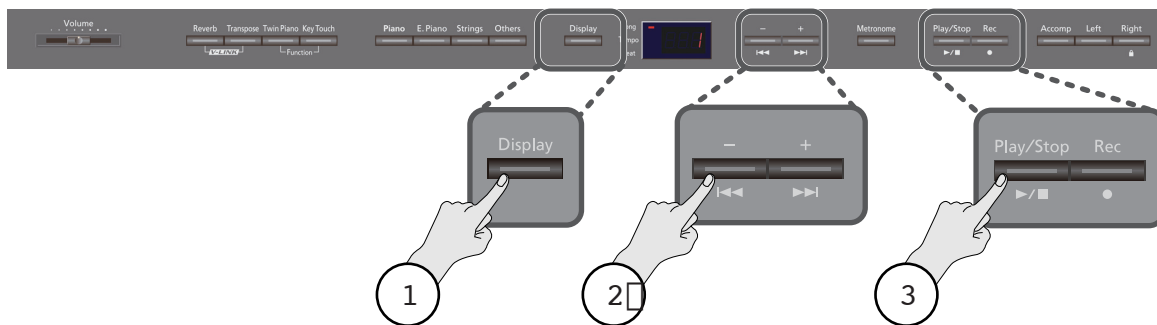 Volume
Reverb Transpose Twin Piano Key Touch
V-LINK
Function
Piano E. Piano Strings Others
Display
1
− +
Metronome
Play/Stop Rec
Accomp Left Right
Display
− +
Play/Stop Rec
1
2
3